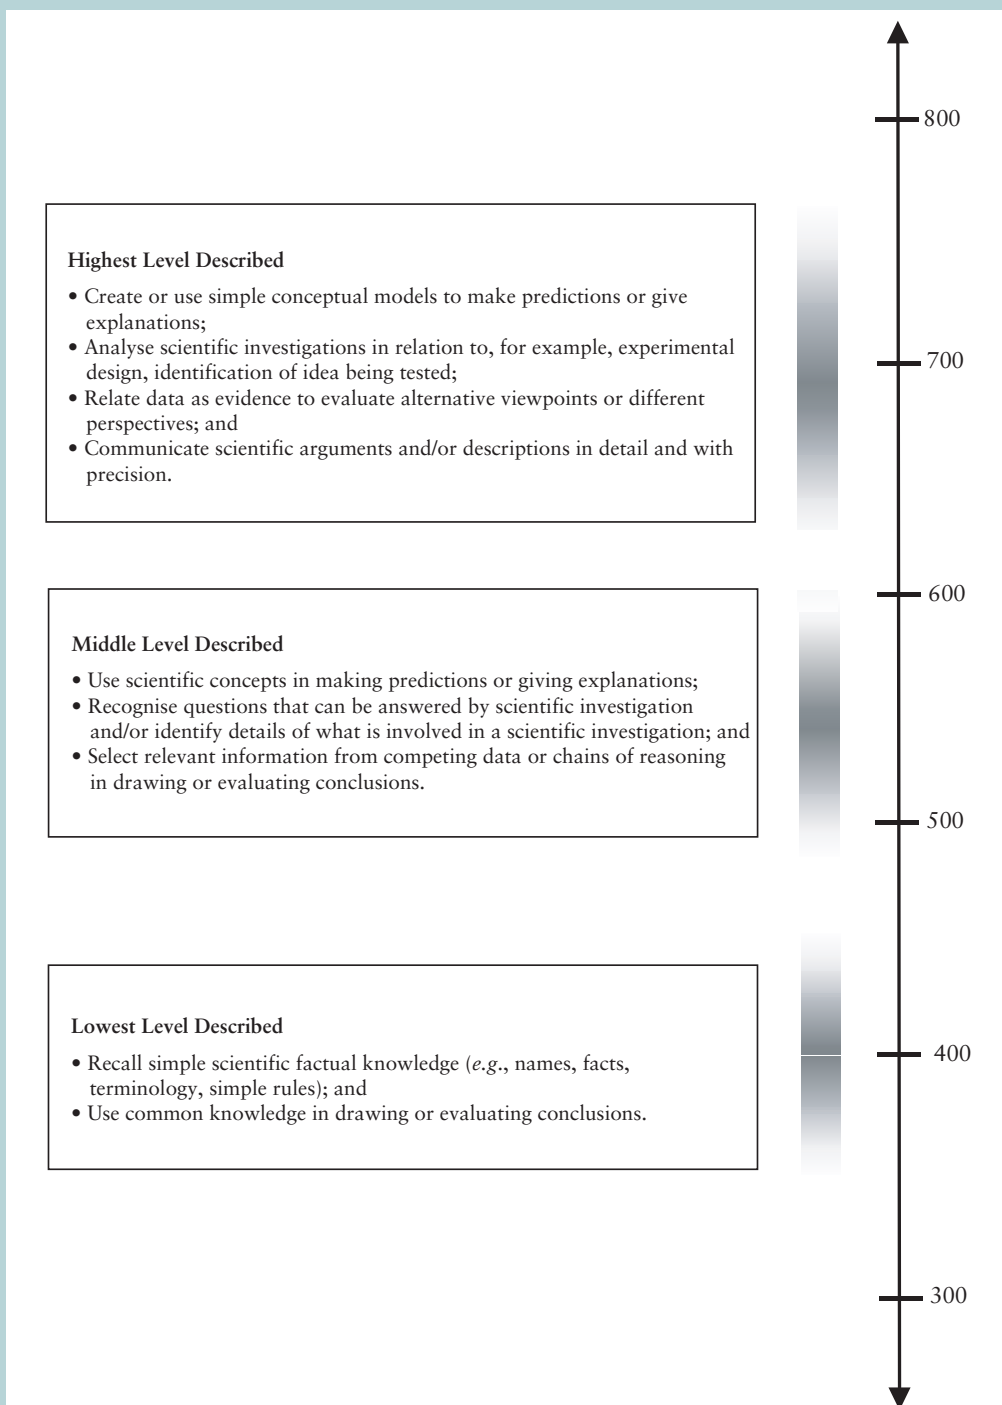 800
Highest Level Described
• Create or use simple conceptual models to make predictions or give
explanations;
• Analyse scientific investigations in relation to, for example, experimental
design, identification of idea being tested;
• Relate data as evidence to evaluate alternative viewpoints or different
perspectives; and
• Communicate scientific arguments and/or descriptions in detail and with
precision.
700
600
Middle Level Described
• Use scientific concepts in making predictions or giving explanations;
• Recognise questions that can be answered by scientific investigation
and/or identify details of what is involved in a scientific investigation; and
• Select relevant information from competing data or chains of reasoning
in drawing or evaluating conclusions.
500
Lowest Level Described
• Recall simple scientific factual knowledge (e.g., names, facts,
terminology, simple rules); and
• Use common knowledge in drawing or evaluating conclusions.
400
300